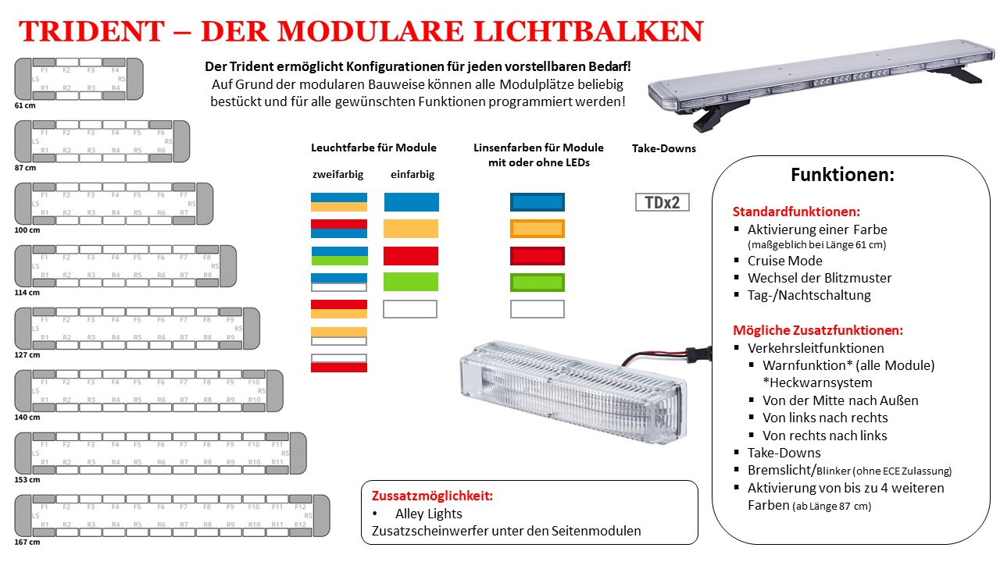 TRIDENT – DER MODULARE LICHTBALKEN
Der Trident ermöglicht Konfigurationen für jeden vorstellbaren Bedarf!
Auf Grund der modularen Bauweise können alle Modulplätze beliebig
bestückt und für alle gewünschten Funktionen programmiert werden!
F1 F2 F3 F4
LS RS
R1 R2 R3 R4
61 cm
F1 F2 F3 F4 F5 F6
LS RS
R1 R2 R3 R4 R5 R6
87 cm
F1 F2 F3 F4 F5 F6 F7
LS RS
R1 R2 R3 R4 R5 R6 R7
100 cm
F1 F2 F3 F4 F5 F6 F7 F8
LS RS
R1 R2 R3 R4 R5 R6 R7 R8
114 cm
F1 F2 F3 F4 F5 F6 F7 F8 F9
LS RS
R1 R2 R3 R4 R5 R6 R7 R8 R9
127 cm
F1 F2 F3 F4 F5 F6 F7 F8 F9 F10
LS RS
R1 R2 R3 R4 R5 R6 R7 R8 R9 R10
140 cm
F1 F2 F3 F4 F5 F6 F7 F8 F9 F10 F11
LS RS
R1 R2 R3 R4 R5 R6 R7 R8 R9 R10 R11
153 cm
F1 F2 F3 F4 F5 F6 F7 F8 F9 F10 F11 F12
LS RS
R1 R2 R3 R4 R5 R6 R7 R8 R9 R10 R11 R12
167 cm
Leuchtfarbe für Module
zweifarbig einfarbig
Linsenfarben für Module
mit oder ohne LEDs
Take-Downs
TDx2
Zussatzmöglichkeit:
• Alley Lights
Zusatzscheinwerfer unter den Seitenmodulen
Funktionen:
Standardfunktionen:
▪ Aktivierung einer Farbe
(maßgeblich bei Länge 61 cm)
▪ Cruise Mode
▪ Wechsel der Blitzmuster
▪ Tag-/Nachtschaltung
Mögliche Zusatzfunktionen:
▪ Verkehrsleitfunktionen
▪ Warnfunktion* (alle Module)
*Heckwarnsystem
▪ Von der Mitte nach Außen
▪ Von links nach rechts
▪ Von rechts nach links
▪ Take-Downs
▪ Bremslicht/Blinker (ohne ECE Zulassung)
▪ Aktivierung von bis zu 4 weiteren
Farben (ab Länge 87 cm)